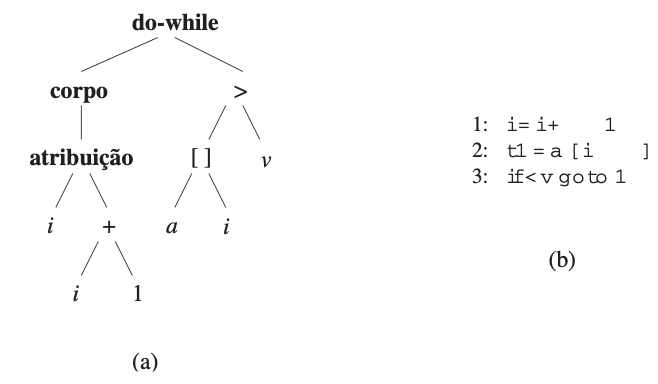 do-while
corpo >
atribuição [ ] v
i + a i
i 1
(a)
1: i= i+ 1
2: t1 = a [ i ]
3: if< v goto 1
(b)